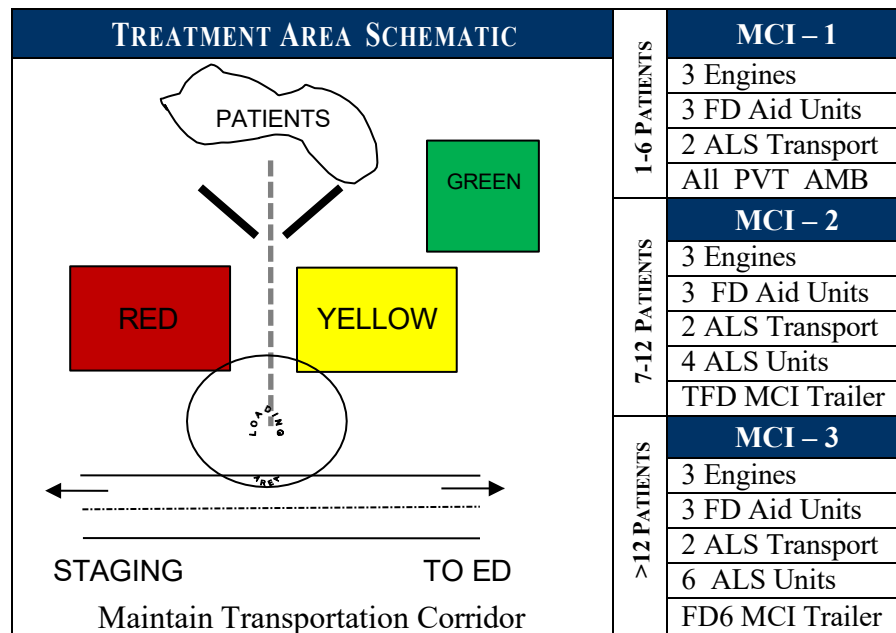 TREATMENT AREA SCHEMATIC
PATIENTS
GREEN
RED
YELLOW
LOADING
AREA
STAGING
TO ED
Maintain Transportation Corridor
1-6 PATIENTS
MCI – 1
3 Engines
3 FD Aid Units
2 ALS Transport
All PVT AMB
7-12 PATIENTS
MCI – 2
3 Engines
3 FD Aid Units
2 ALS Transport
4 ALS Units
TFD MCI Trailer
>12 PATIENTS
MCI – 3
3 Engines
3 FD Aid Units
2 ALS Transport
6 ALS Units
FD6 MCI Trailer